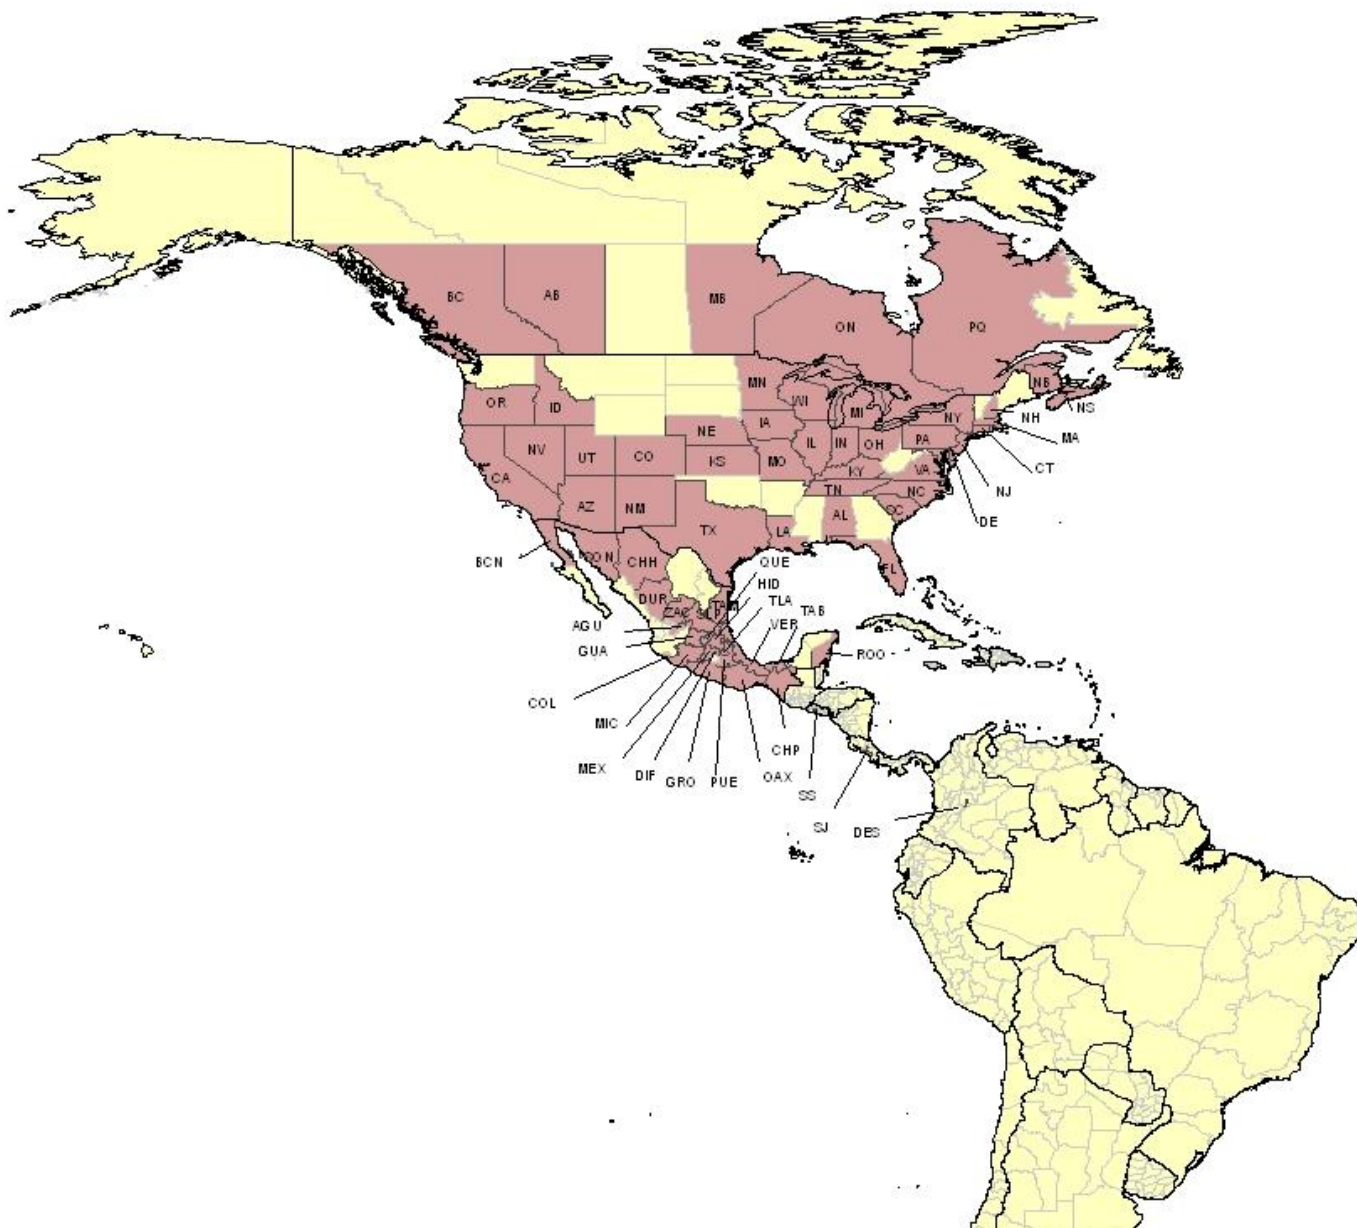 BC
AB
MB
ON
PQ
NB
NS
MN
WI
MI
NY
NH
MA
OR
ID
NE
IA
IL
IN
OH
PA
CT
NV
UT
CO
KS
MO
KY
VA
NJ
CA
TN
NC
DE
AZ
NM
SC
AL
TX
LA
FL
BCN
SON
CHH
QUE
HID
DUR
ZAC
SLP
TAM
TLA
TAB
AGU
VER
GUA
ROO
COL
MIC
CHP
MEX
DIF
GRO
PUE
OAX
SS
SJ
DES